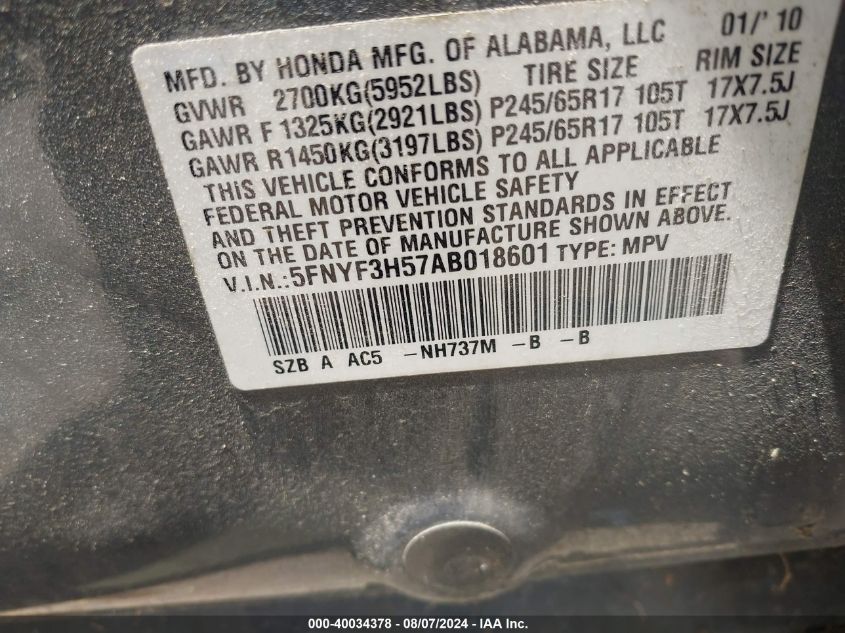 MFD. BY HONDA MFG. OF ALABAMA, LLC 01/' 10
GVWR 2700KG(5952LBS) TIRE SIZE RIM SIZE
GAWR F 1325KG(2921LBS) P245/65R17 105T 17X7.5J
GAWR R1450KG(3197LBS) P245/65R17 105T 17X7.5J
THIS VEHICLE CONFORMS TO ALL APPLICABLE
FEDERAL MOTOR VEHICLE SAFETY
AND THEFT PREVENTION STANDARDS IN EFFECT
ON THE DATE OF MANUFACTURE SHOWN ABOVE.
V.I.N.:5FNYF3H57AB018601 TYPE: MPV
SZB A AC5 -NH737M -B -B
000-40034378 - 08/07/2024 - IAA Inc.